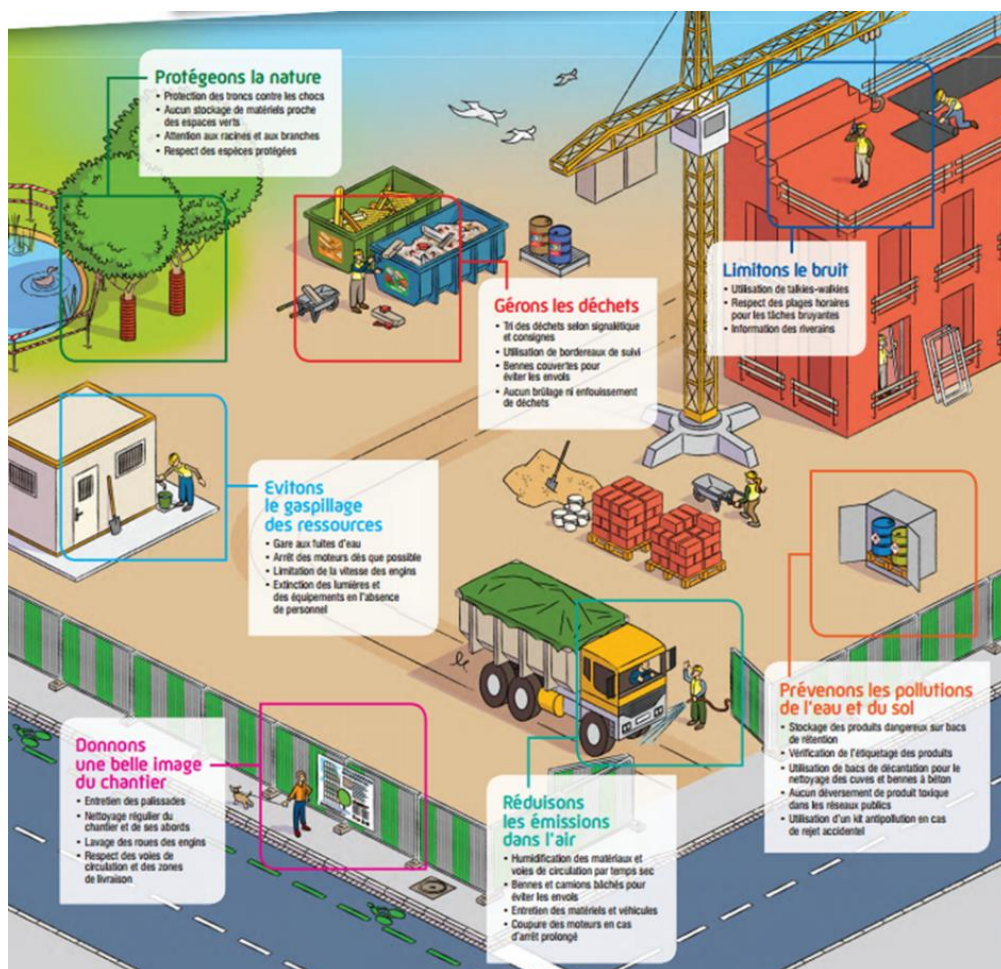 Protégeons la nature
• Protection des troncs contre les chocs
• Aucun stockage de matériels proche
des espaces verts
• Attention aux racines et aux branches
• Respect des espèces protégées
Limitons le bruit
• Utilisation de talkies-walkies
• Respect des plages horaires
pour les tâches bruyantes
• Information des riverains
Gérons les déchets
• Tri des déchets selon signalétique
et consignes
• Utilisation de bordereaux de suivi
• Bennes couvertes pour
éviter les envols
• Aucun brûlage ni enfouissement
de déchets
Evitons
le gaspillage
des ressources
• Gare aux fuites d'eau
• Arrêt des moteurs dès que possible
• Limitation de la vitesse des engins
• Extinction des lumières et
des équipements en l'absence
de personnel
Prévenons les pollutions
de l'eau et du sol
• Stockage des produits dangereux sur bacs
de rétention
• Vérification de l'étiquetage des produits
• Utilisation de bacs de décantation pour le
nettoyage des cuves et bennes à béton
• Aucun déversement de produit toxique
dans les réseaux publics
• Utilisation d'un kit antipollution en cas
de rejet accidentel
Donnons
une belle image
du chantier
• Entretien des palissades
• Nettoyage régulier du
chantier et de ses abords
• Lavage des roues des engins
• Respect des voies de
circulation et des zones
de livraison
Réduisons
les émissions
dans l'air
• Humidification des matériaux et
voies de circulation par temps sec
• Bennes et camions bâchés pour
éviter les envols
• Entretien des matériels et véhicules
• Coupure des moteurs en cas
d'arrêt prolongé